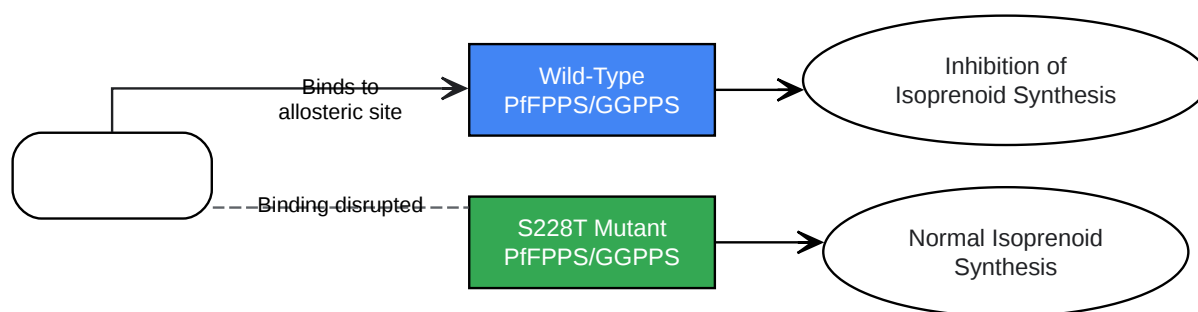 Binds to
allosteric site
Wild-Type
PfFPPS/GGPPS
Inhibition of
Isoprenoid Synthesis
Binding disrupted
S228T Mutant
PfFPPS/GGPPS
Normal Isoprenoid
Synthesis